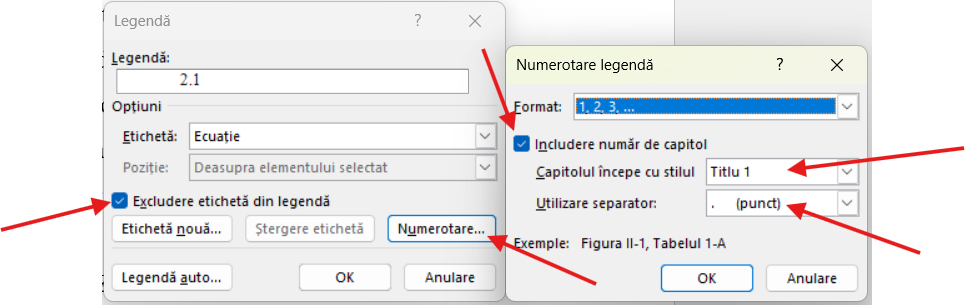 Legendă
?
Legendă:
2.1
Opțiuni
Etichetă: Ecuație
Poziție: Deasupra elementului selectat
Excludere etichetă din legendă
Etichetă nouă... Ștergere etichetă Numerotare...
Legendă auto... OK Anulare
Numerotare legendă
?
Format: 1, 2, 3, ...
Includere număr de capitol
Capitolul începe cu stilul Titlu 1
Utilizare separator: . (punct)
Exemple: Figura II-1, Tabelul 1-A
OK Anulare